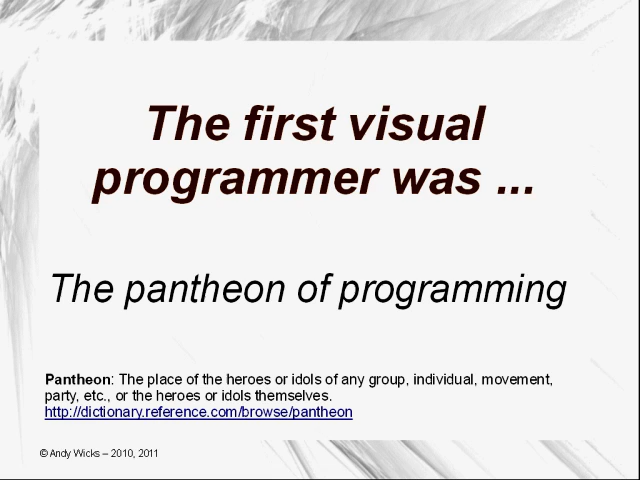 The first visual
programmer was ...
The pantheon of programming
Pantheon: The place of the heroes or idols of any group, individual, movement,
party, etc., or the heroes or idols themselves.
http://dictionary.reference.com/browse/pantheon
© Andy Wicks – 2010, 2011